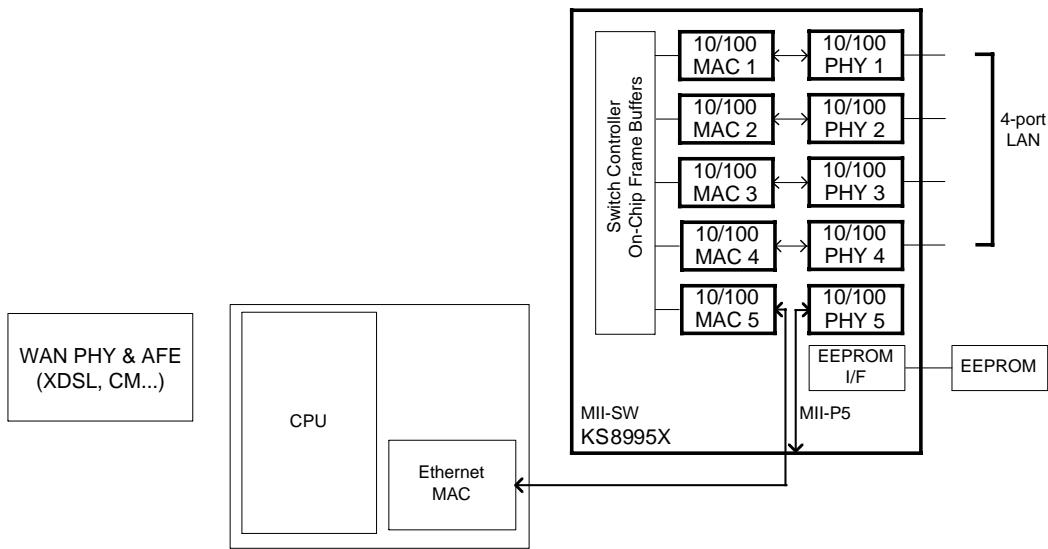 10/100
MAC 1
10/100
PHY 1
10/100
MAC 2
10/100
PHY 2
4-port
LAN
Switch Controller
On-Chip Frame Buffers
10/100
MAC 3
10/100
PHY 3
10/100
MAC 4
10/100
PHY 4
10/100
MAC 5
10/100
PHY 5
WAN PHY & AFE
(XDSL, CM...)
EEPROM
I/F
EEPROM
CPU
MII-SW
MII-P5
KS8995X
Ethernet
MAC